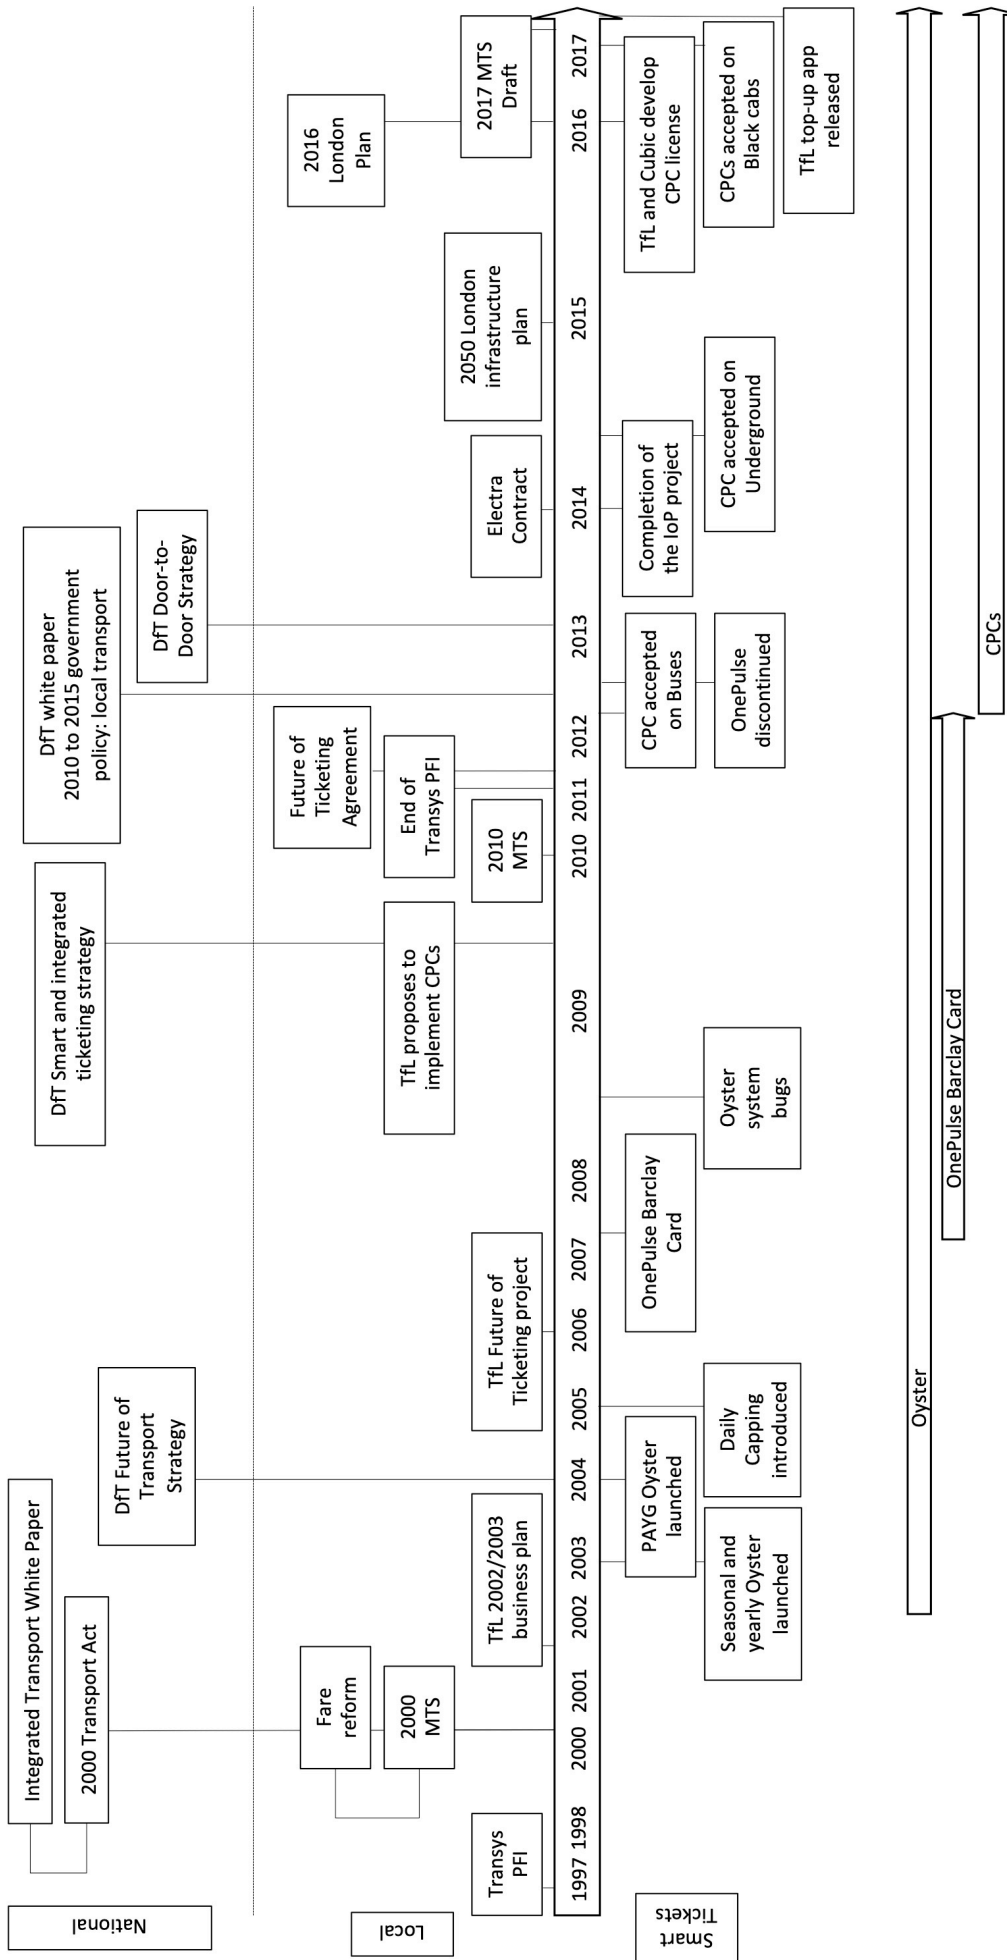 National
Integrated Transport White Paper
2000 Transport Act
DfT Future of
Transport
Strategy
DfT Smart and integrated
ticketing strategy
DfT white paper
2010 to 2015 government
policy: local transport
DfT Door-to-
Door Strategy
Local
Fare
reform
2000
MTS
Transys
PFI
TfL 2002/2003
business plan
TfL Future of
Ticketing project
TfL proposes to
implement CPCs
Future of
Ticketing
Agreement
End of
Transys PFI
2010
MTS
Electra
Contract
2050 London
infrastructure
plan
2016
London
Plan
2017 MTS
Draft
1997 1998 2000 2001 2002 2003 2004 2005 2006 2007 2008 2009 2010 2011 2012 2013 2014 2015 2016 2017
Smart
Tickets
PAYG Oyster
launched
Seasonal and
yearly Oyster
launched
Daily
Capping
introduced
OnePulse Barclay
Card
Oyster
system
bugs
CPC accepted
on Buses
OnePulse
discontinued
Completion of
the IoP project
CPC accepted on
Underground
TfL and Cubic develop
CPC license
CPCs accepted on
Black cabs
TfL top-up app
released
Oyster
OnePulse Barclay Card
CPCs